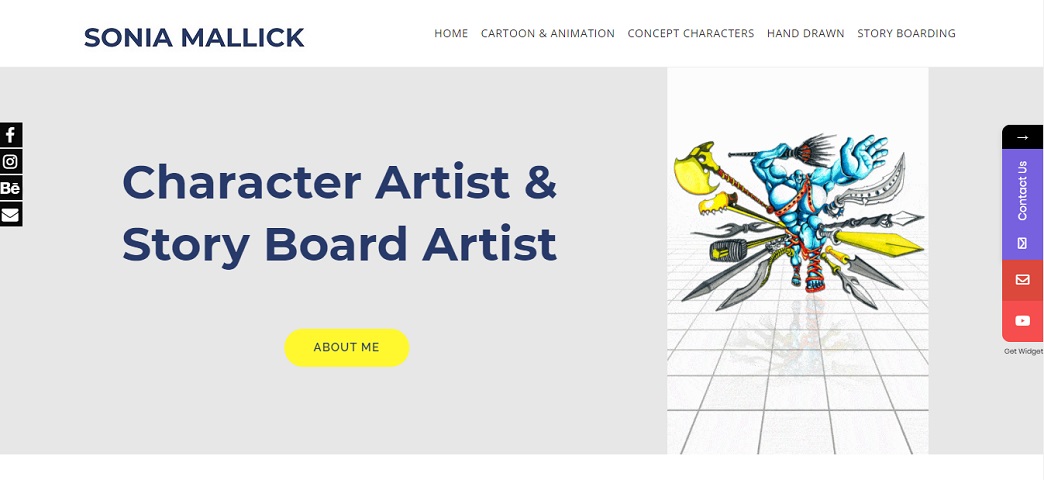 SONIA MALLICK
HOME CARTOON & ANIMATION CONCEPT CHARACTERS HAND DRAWN STORY BOARDING
Character Artist &
Story Board Artist
ABOUT ME
Bē
→
Contact Us
Get Widget